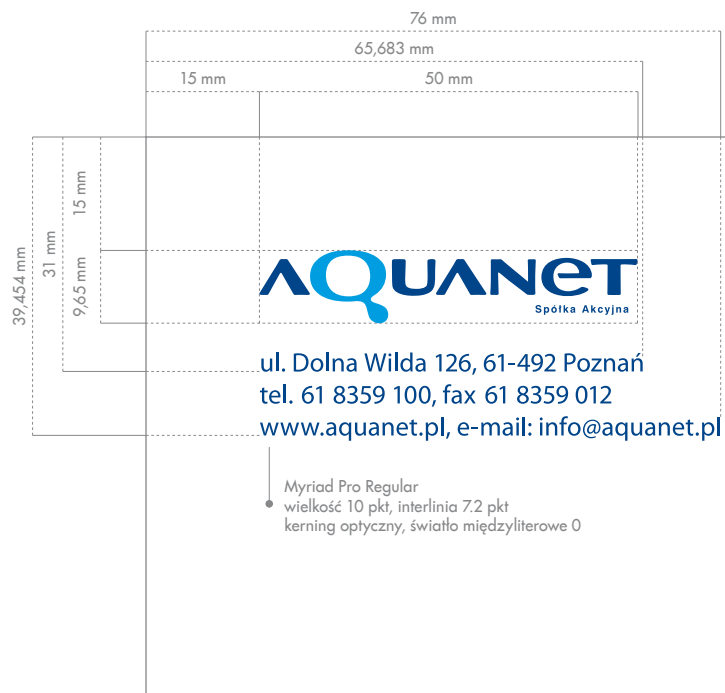 76 mm
65,683 mm
15 mm
50 mm
39,454 mm
31 mm
15 mm
9,65 mm
AQUANET
Spółka Akcyjna
ul. Dolna Wilda 126, 61-492 Poznań
tel. 61 8359 100, fax 61 8359 012
www.aquanet.pl, e-mail: info@aquanet.pl
Myriad Pro Regular
wielkość 10 pkt, interlinia 7.2 pkt
kerning optyczny, światło międzyliterowe 0